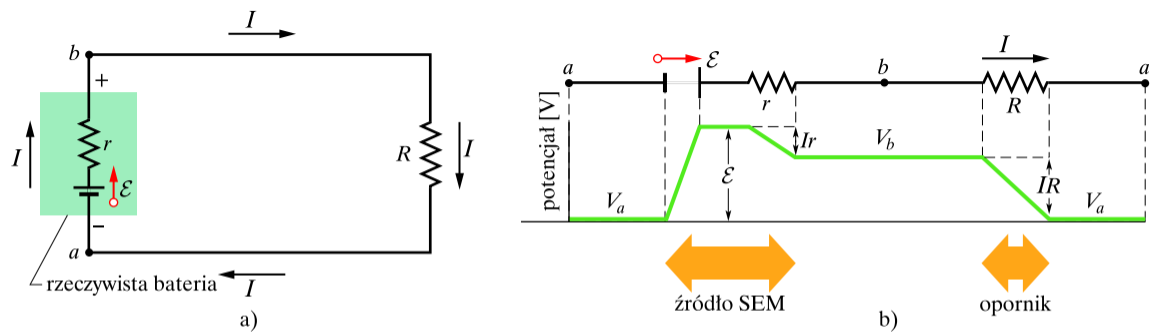 I
b
+
r
I
ℰ
R
I
−
a
rzeczywista bateria
I
a)
ℰ
I
a
b
a
r
R
potencjał [V]
Ir
V_b
ℰ
IR
V_a
V_a
źródło SEM
opornik
b)